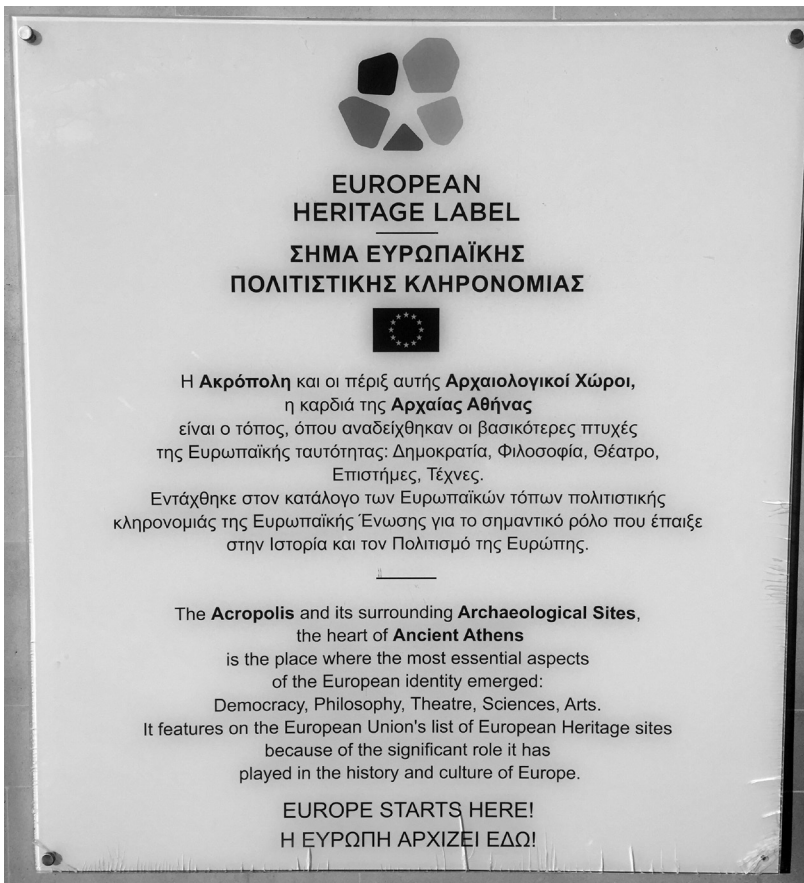 EUROPEAN
HERITAGE LABEL
ΣΗΜΑ ΕΥΡΩΠΑΪΚΗΣ
ΠΟΛΙΤΙΣΤΙΚΗΣ ΚΛΗΡΟΝΟΜΙΑΣ
Η Ακρόπολη και οι πέριξ αυτής Αρχαιολογικοί Χώροι,
η καρδιά της Αρχαίας Αθήνας
είναι ο τόπος, όπου αναδείχθηκαν οι βασικότερες πτυχές
της Ευρωπαϊκής ταυτότητας: Δημοκρατία, Φιλοσοφία, Θέατρο,
Επιστήμες, Τέχνες.
Εντάχθηκε στον κατάλογο των Ευρωπαϊκών τόπων πολιτιστικής
κληρονομιάς της Ευρωπαϊκής Ένωσης για το σημαντικό ρόλο που έπαιξε
στην Ιστορία και τον Πολιτισμό της Ευρώπης.
The Acropolis and its surrounding Archaeological Sites,
the heart of Ancient Athens
is the place where the most essential aspects
of the European identity emerged:
Democracy, Philosophy, Theatre, Sciences, Arts.
It features on the European Union's list of European Heritage sites
because of the significant role it has
played in the history and culture of Europe.
EUROPE STARTS HERE!
Η ΕΥΡΩΠΗ ΑΡΧΙΖΕΙ ΕΔΩ!